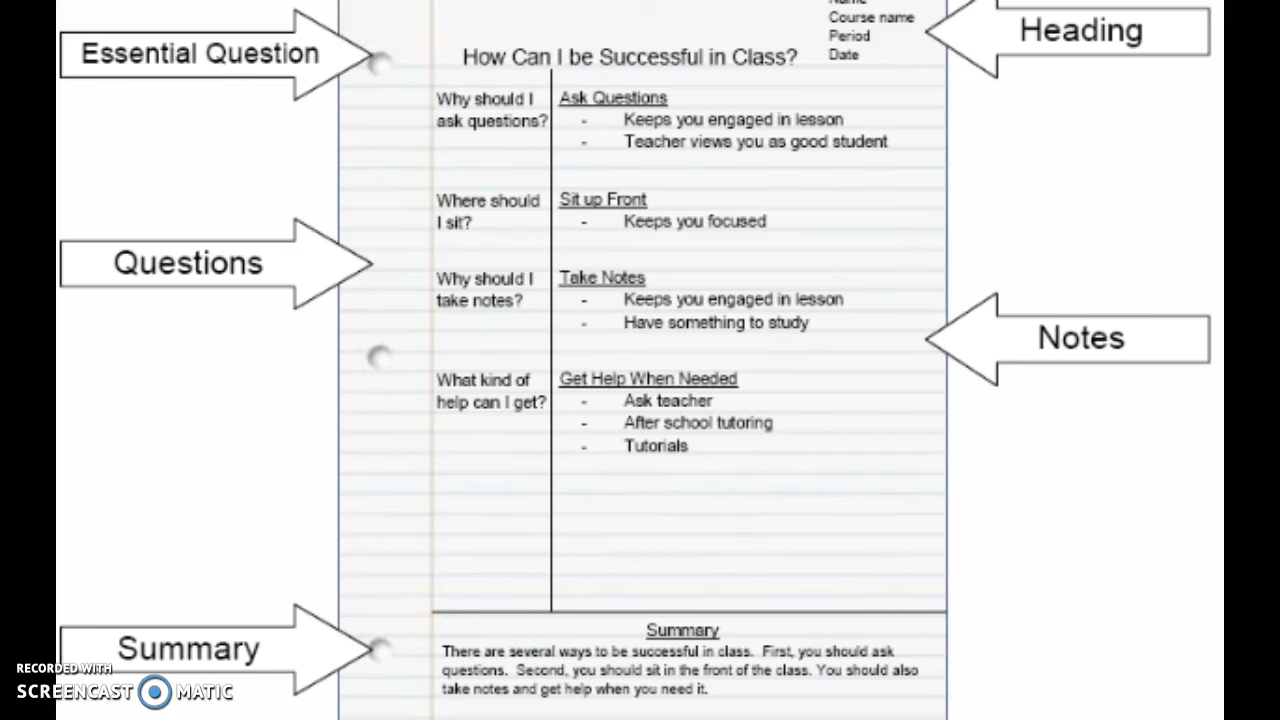 Name
Course name
Period
Date
Heading
Essential Question
How Can I be Successful in Class?
Why should I
ask questions?
Ask Questions
- Keeps you engaged in lesson
- Teacher views you as good student
Where should
I sit?
Sit up Front
- Keeps you focused
Questions
Why should I
take notes?
Take Notes
- Keeps you engaged in lesson
- Have something to study
Notes
What kind of
help can I get?
Get Help When Needed
- Ask teacher
- After school tutoring
- Tutorials
Summary
Summary
There are several ways to be successful in class. First, you should ask
questions. Second, you should sit in the front of the class. You should also
take notes and get help when you need it.
RECORDED WITH
SCREENCAST MATIC